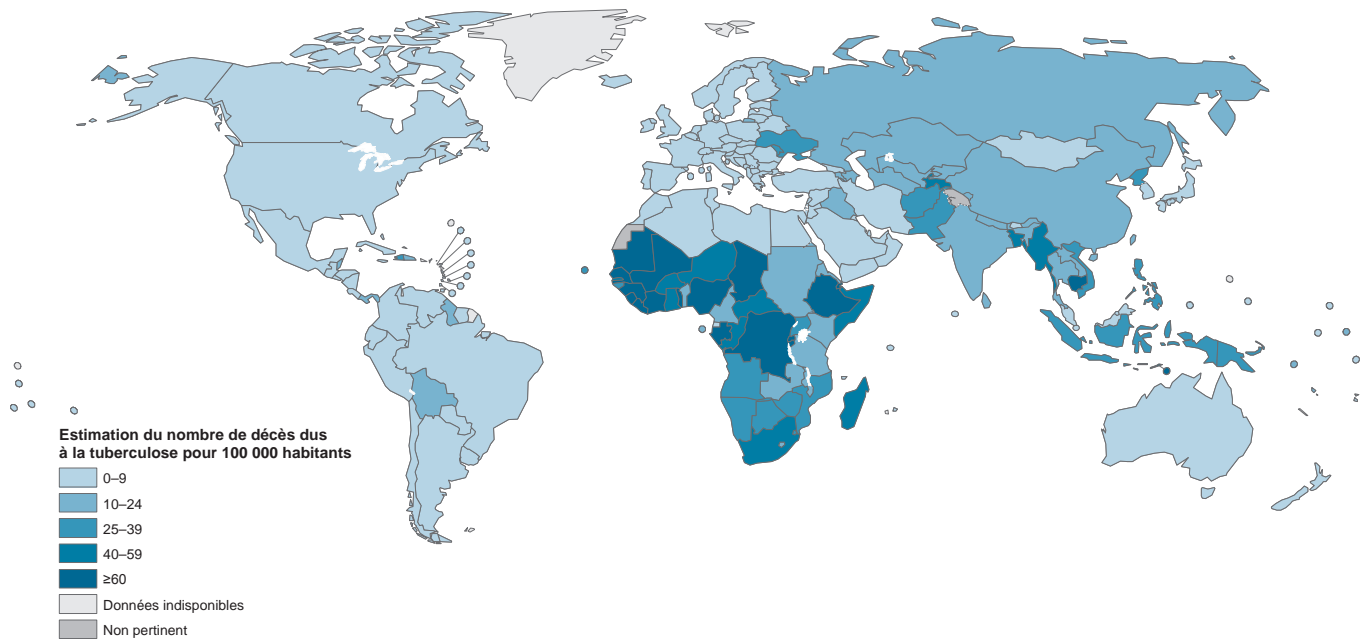 Estimation du nombre de décès dus
à la tuberculose pour 100 000 habitants
0–9
10–24
25–39
40–59
≥60
Données indisponibles
Non pertinent